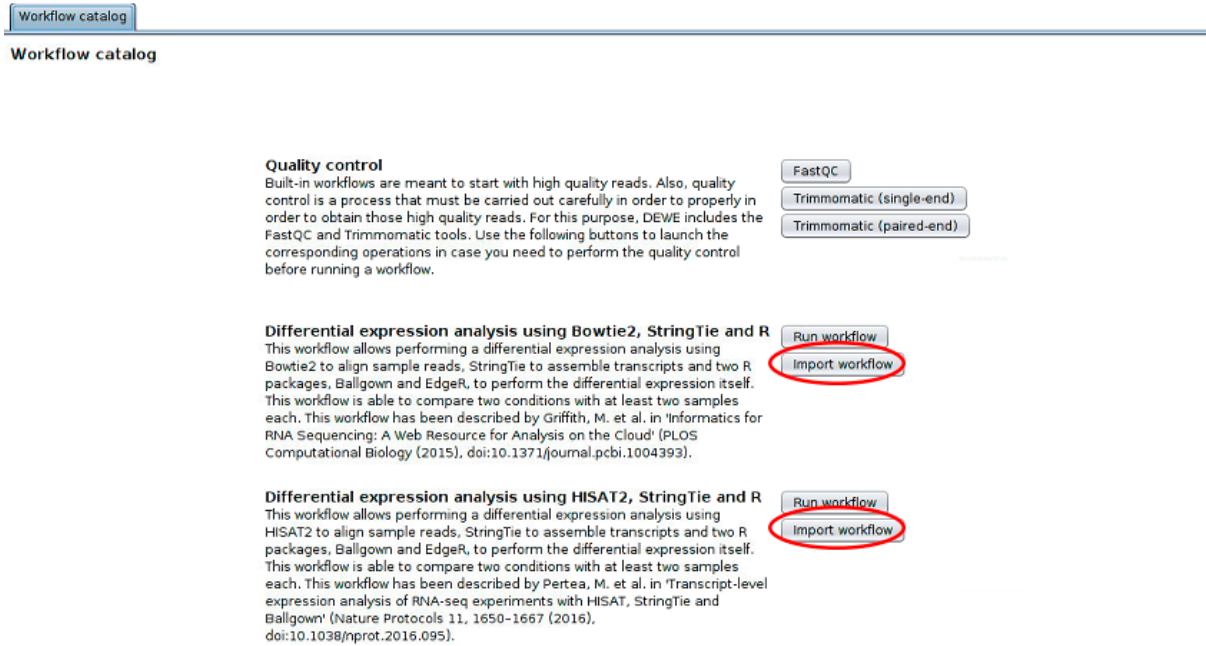 Workflow catalog
Workflow catalog
Quality control
Built-in workflows are meant to start with high quality reads. Also, quality
control is a process that must be carried out carefully in order to properly in
order to obtain those high quality reads. For this purpose, DEWE includes the
FastQC and Trimmomatic tools. Use the following buttons to launch the
corresponding operations in case you need to perform the quality control
before running a workflow.
FastQC
Trimmomatic (single-end)
Trimmomatic (paired-end)
Differential expression analysis using Bowtie2, StringTie and R
This workflow allows performing a differential expression analysis using
Bowtie2 to align sample reads, StringTie to assemble transcripts and two R
packages, Ballgown and EdgeR, to perform the differential expression itself.
This workflow is able to compare two conditions with at least two samples
each. This workflow has been described by Griffith, M. et al. in 'Informatics for
RNA Sequencing: A Web Resource for Analysis on the Cloud' (PLOS
Computational Biology (2015), doi:10.1371/journal.pcbi.1004393).
Run workflow
Import workflow
Differential expression analysis using HISAT2, StringTie and R
This workflow allows performing a differential expression analysis using
HISAT2 to align sample reads, StringTie to assemble transcripts and two R
packages, Ballgown and EdgeR, to perform the differential expression itself.
This workflow is able to compare two conditions with at least two samples
each. This workflow has been described by Pertea, M. et al. in 'Transcript-level
expression analysis of RNA-seq experiments with HISAT, StringTie and
Ballgown' (Nature Protocols 11, 1650–1667 (2016),
doi:10.1038/nprot.2016.095).
Run workflow
Import workflow